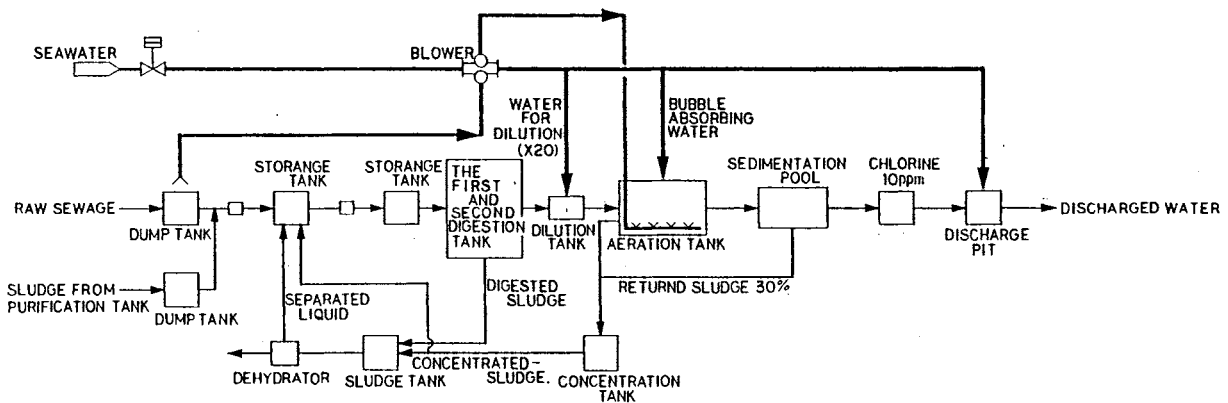 SEAWATER
BLOWER
WATER
FOR
DILUTION
(X20)
BUBBLE
ABSORBING
WATER
STORANGE
TANK
STORANGE
TANK
THE
FIRST
AND
SECOND
DIGESTION
TANK
SEDIMENTATION
POOL
CHLORINE
10ppm
RAW SEWAGE
DUMP TANK
DILUTION
TANK
AERATION TANK
DISCHARGED WATER
DISCHARGE
PIT
SLUDGE FROM
PURIFICATION TANK
DUMP TANK
SEPARATED
LIQUID
DIGESTED
SLUDGE
RETURND SLUDGE 30%
DEHYDRATOR
SLUDGE TANK
CONCENTRATED-
SLUDGE.
CONCENTRATION
TANK